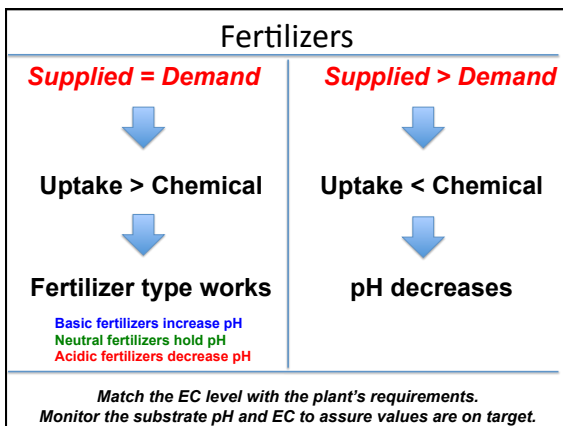 Fertilizers
Supplied = Demand
Uptake > Chemical
Fertilizer type works
Basic fertilizers increase pH
Neutral fertilizers hold pH
Acidic fertilizers decrease pH
Supplied > Demand
Uptake < Chemical
pH decreases
Match the EC level with the plant's requirements.
Monitor the substrate pH and EC to assure values are on target.